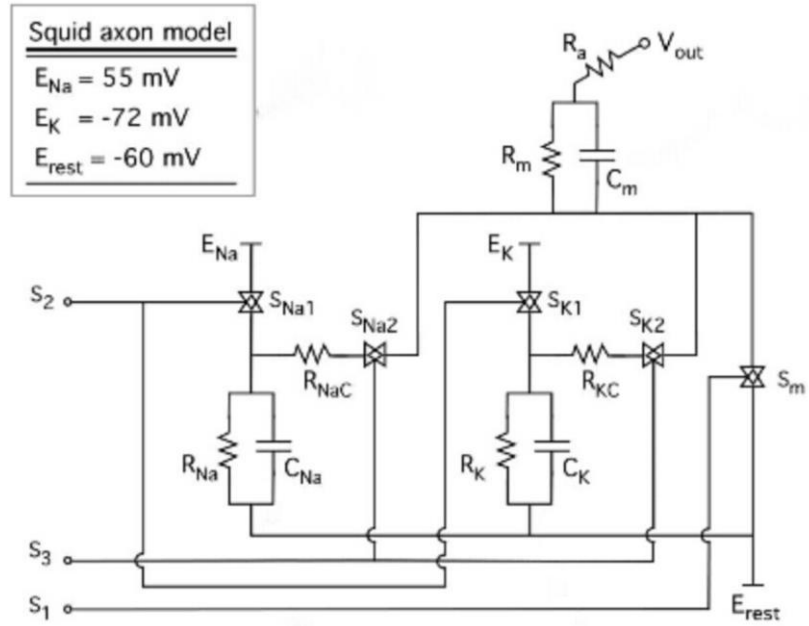 Squid axon model
E_Na = 55 mV
E_K = -72 mV
E_rest = -60 mV
R_a
V_out
R_m
C_m
E_Na
E_K
S_2
S_Na1
S_K1
S_Na2
S_K2
R_NaC
R_KC
S_m
R_Na
C_Na
R_K
C_K
S_3
S_1
E_rest